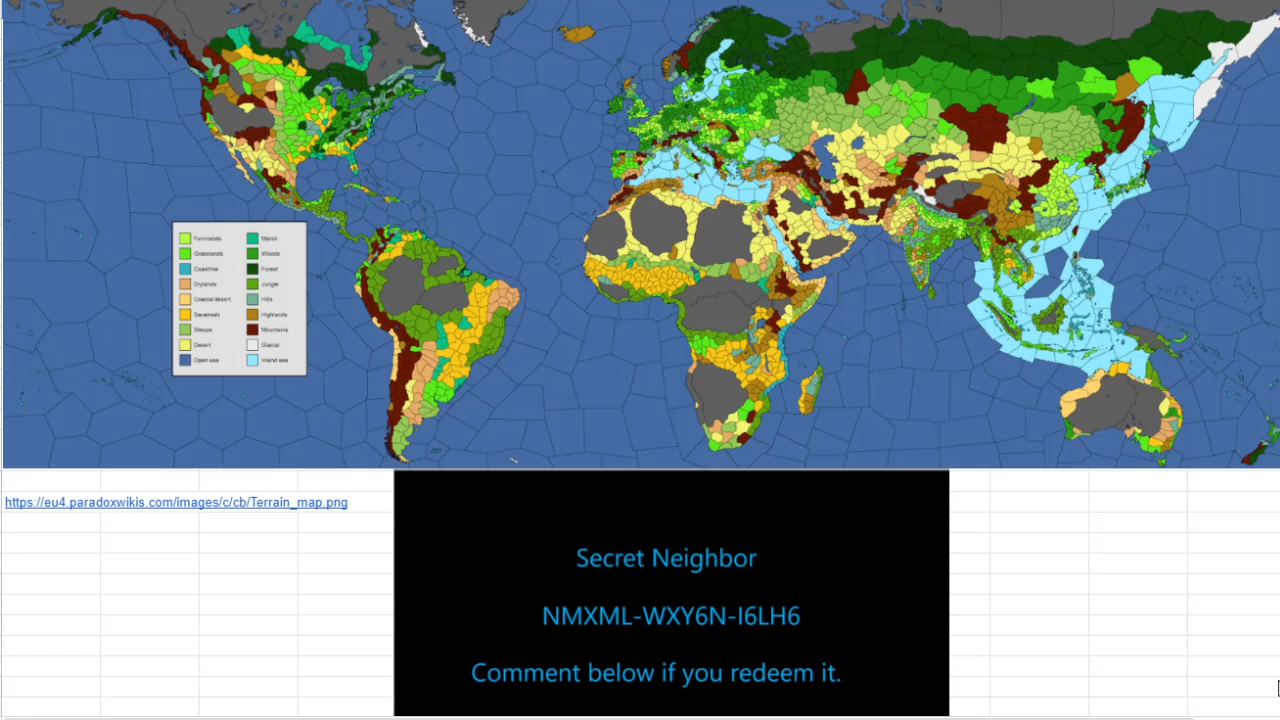 Farmlands
Marsh
Grasslands
Woods
Coastline
Forest
Drylands
Jungle
Coastal desert
Hills
Savannah
Highlands
Steppe
Mountains
Desert
Glacial
Open sea
Inland sea
https://eu4.paradoxwikis.com/images/c/cb/Terrain_map.png
Secret Neighbor
NMXML-WXY6N-I6LH6
Comment below if you redeem it.